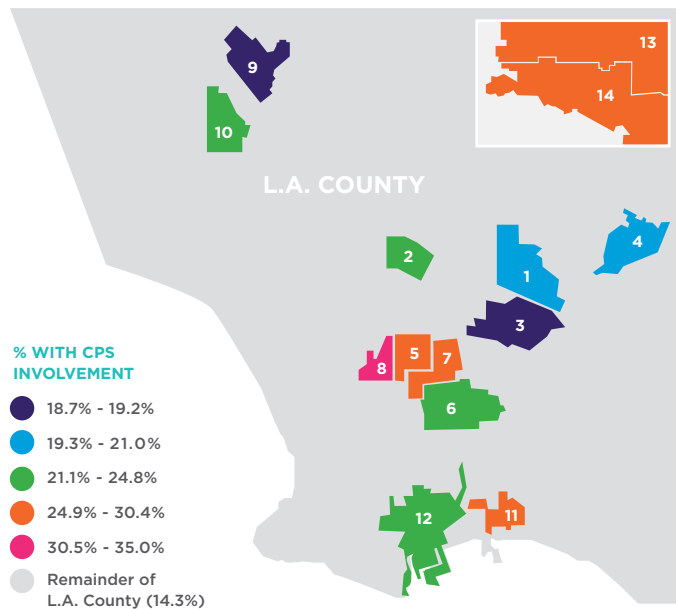 13
14
9
10
L.A. COUNTY
2
1
4
3
5
7
8
6
12
11
% WITH CPS
INVOLVEMENT
18.7% - 19.2%
19.3% - 21.0%
21.1% - 24.8%
24.9% - 30.4%
30.5% - 35.0%
Remainder of
L.A. County (14.3%)